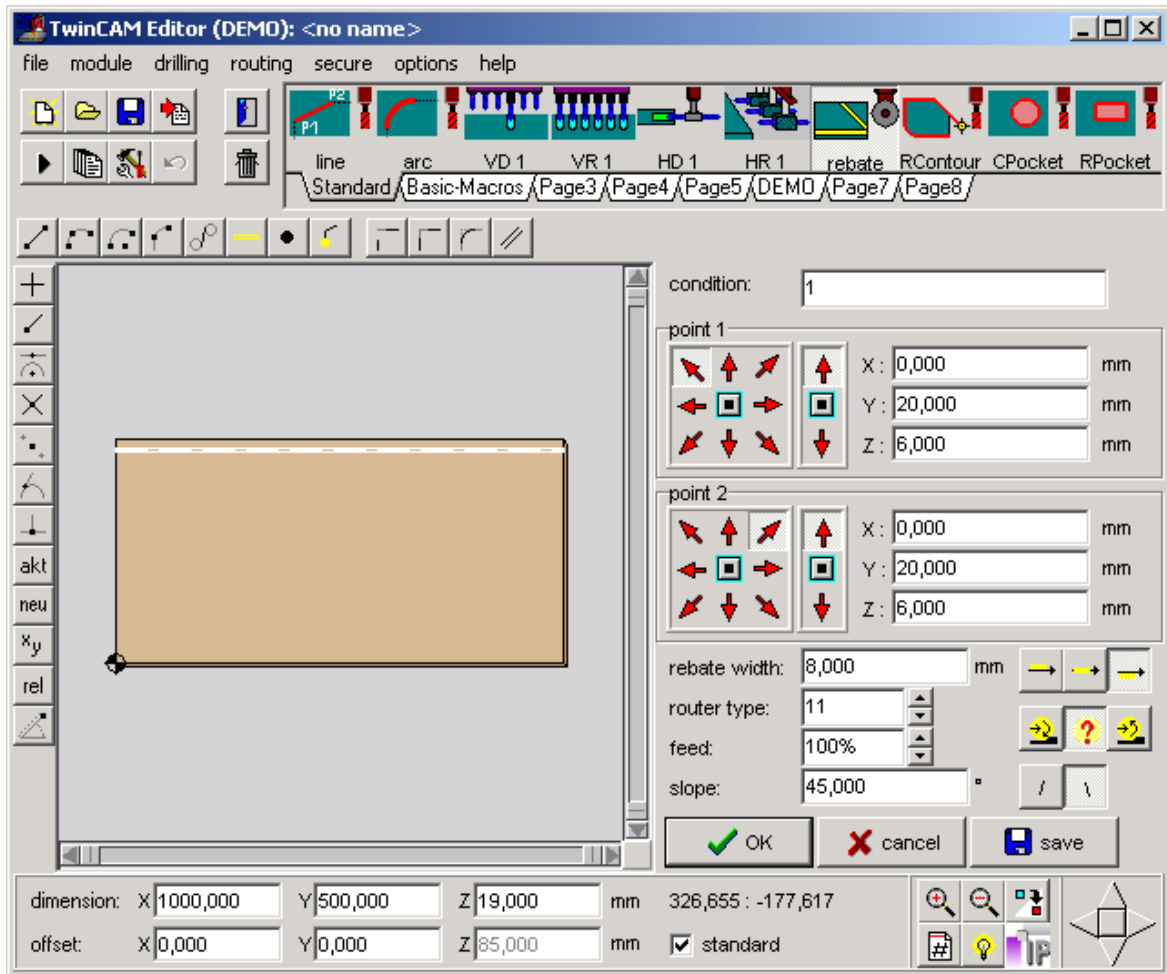 TwinCAM Editor (DEMO): <no name>
file module drilling routing secure options help
P1 P2
line arc VD 1 VR 1 HD 1 HR 1 rebate RContour CPocket RPocket
Standard Basic-Macros Page3 Page4 Page5 DEMO Page7 Page8
condition: 1
point 1
X : 0,000 mm
Y : 20,000 mm
Z : 6,000 mm
point 2
X : 0,000 mm
Y : 20,000 mm
Z : 6,000 mm
akt
neu
xy
rel
rebate width: 8,000 mm
router type: 11
feed: 100%
?
slope: 45,000 °
/ \
OK cancel save
dimension: X 1000,000 Y 500,000 Z 19,000 mm 326,655 : -177,617
offset: X 0,000 Y 0,000 Z 85,000 mm standard
# IP